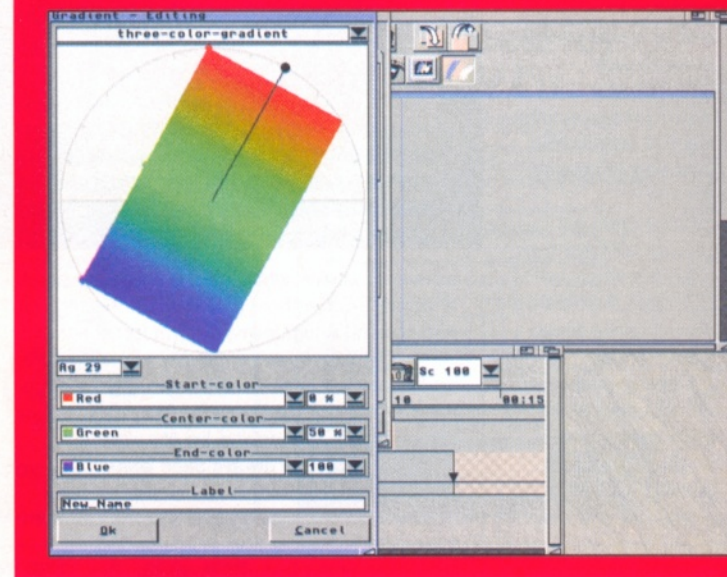 Gradient - Editing
three-color-gradient
Ag 29
Start-color
Red 0 %
Center-color
Green 50 %
End-color
Blue 100
Label
New_Name
Ok Cancel
Sc 100
10 00:15